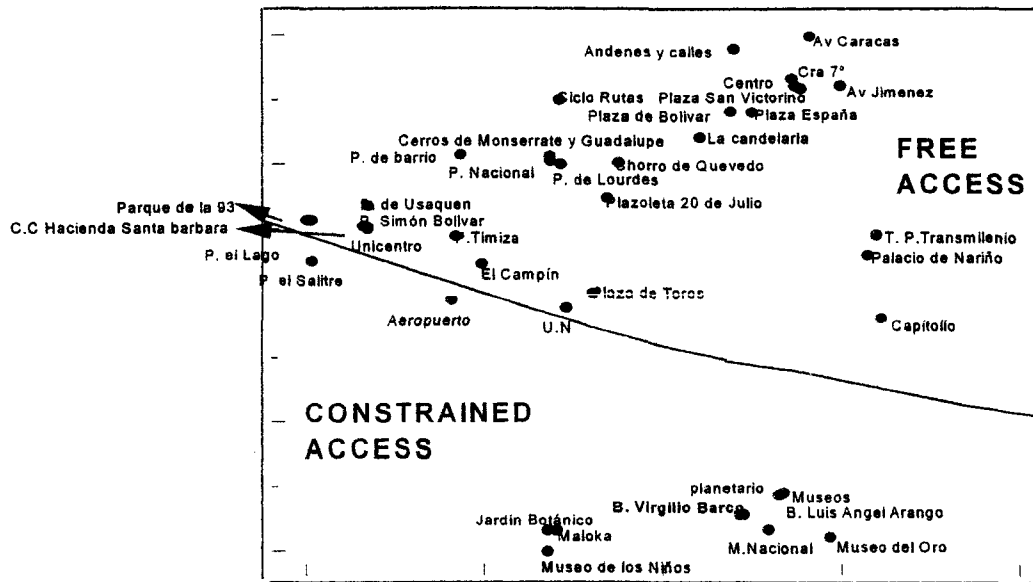 Av Caracas
Andenes y calles
Cra 7ª
Centro
Av Jimenez
Ciclo Rutas
Plaza San Victorino
Plaza de Bolivar
Plaza España
Cerros de Monserrate y Guadalupe
La candelaria
FREE
ACCESS
P. de barrio
P. Nacional
P. de Lourdes
Chorro de Quevedo
Parque de la 93
P. de Usaquen
Plazoleta 20 de Julio
C.C Hacienda Santa barbara
P. Simón Bolivar
Unicentro
P.Timiza
T. P.Transmilenio
P. el Lago
Palacio de Nariño
P. el Salitre
El Campín
Plaza de Toros
Aeropuerto
U.N
Capitolio
CONSTRAINED
ACCESS
planetario
Museos
B. Virgilio Barco
B. Luis Angel Arango
Jardin Botánico
Maloka
M.Nacional
Museo del Oro
Museo de los Niños